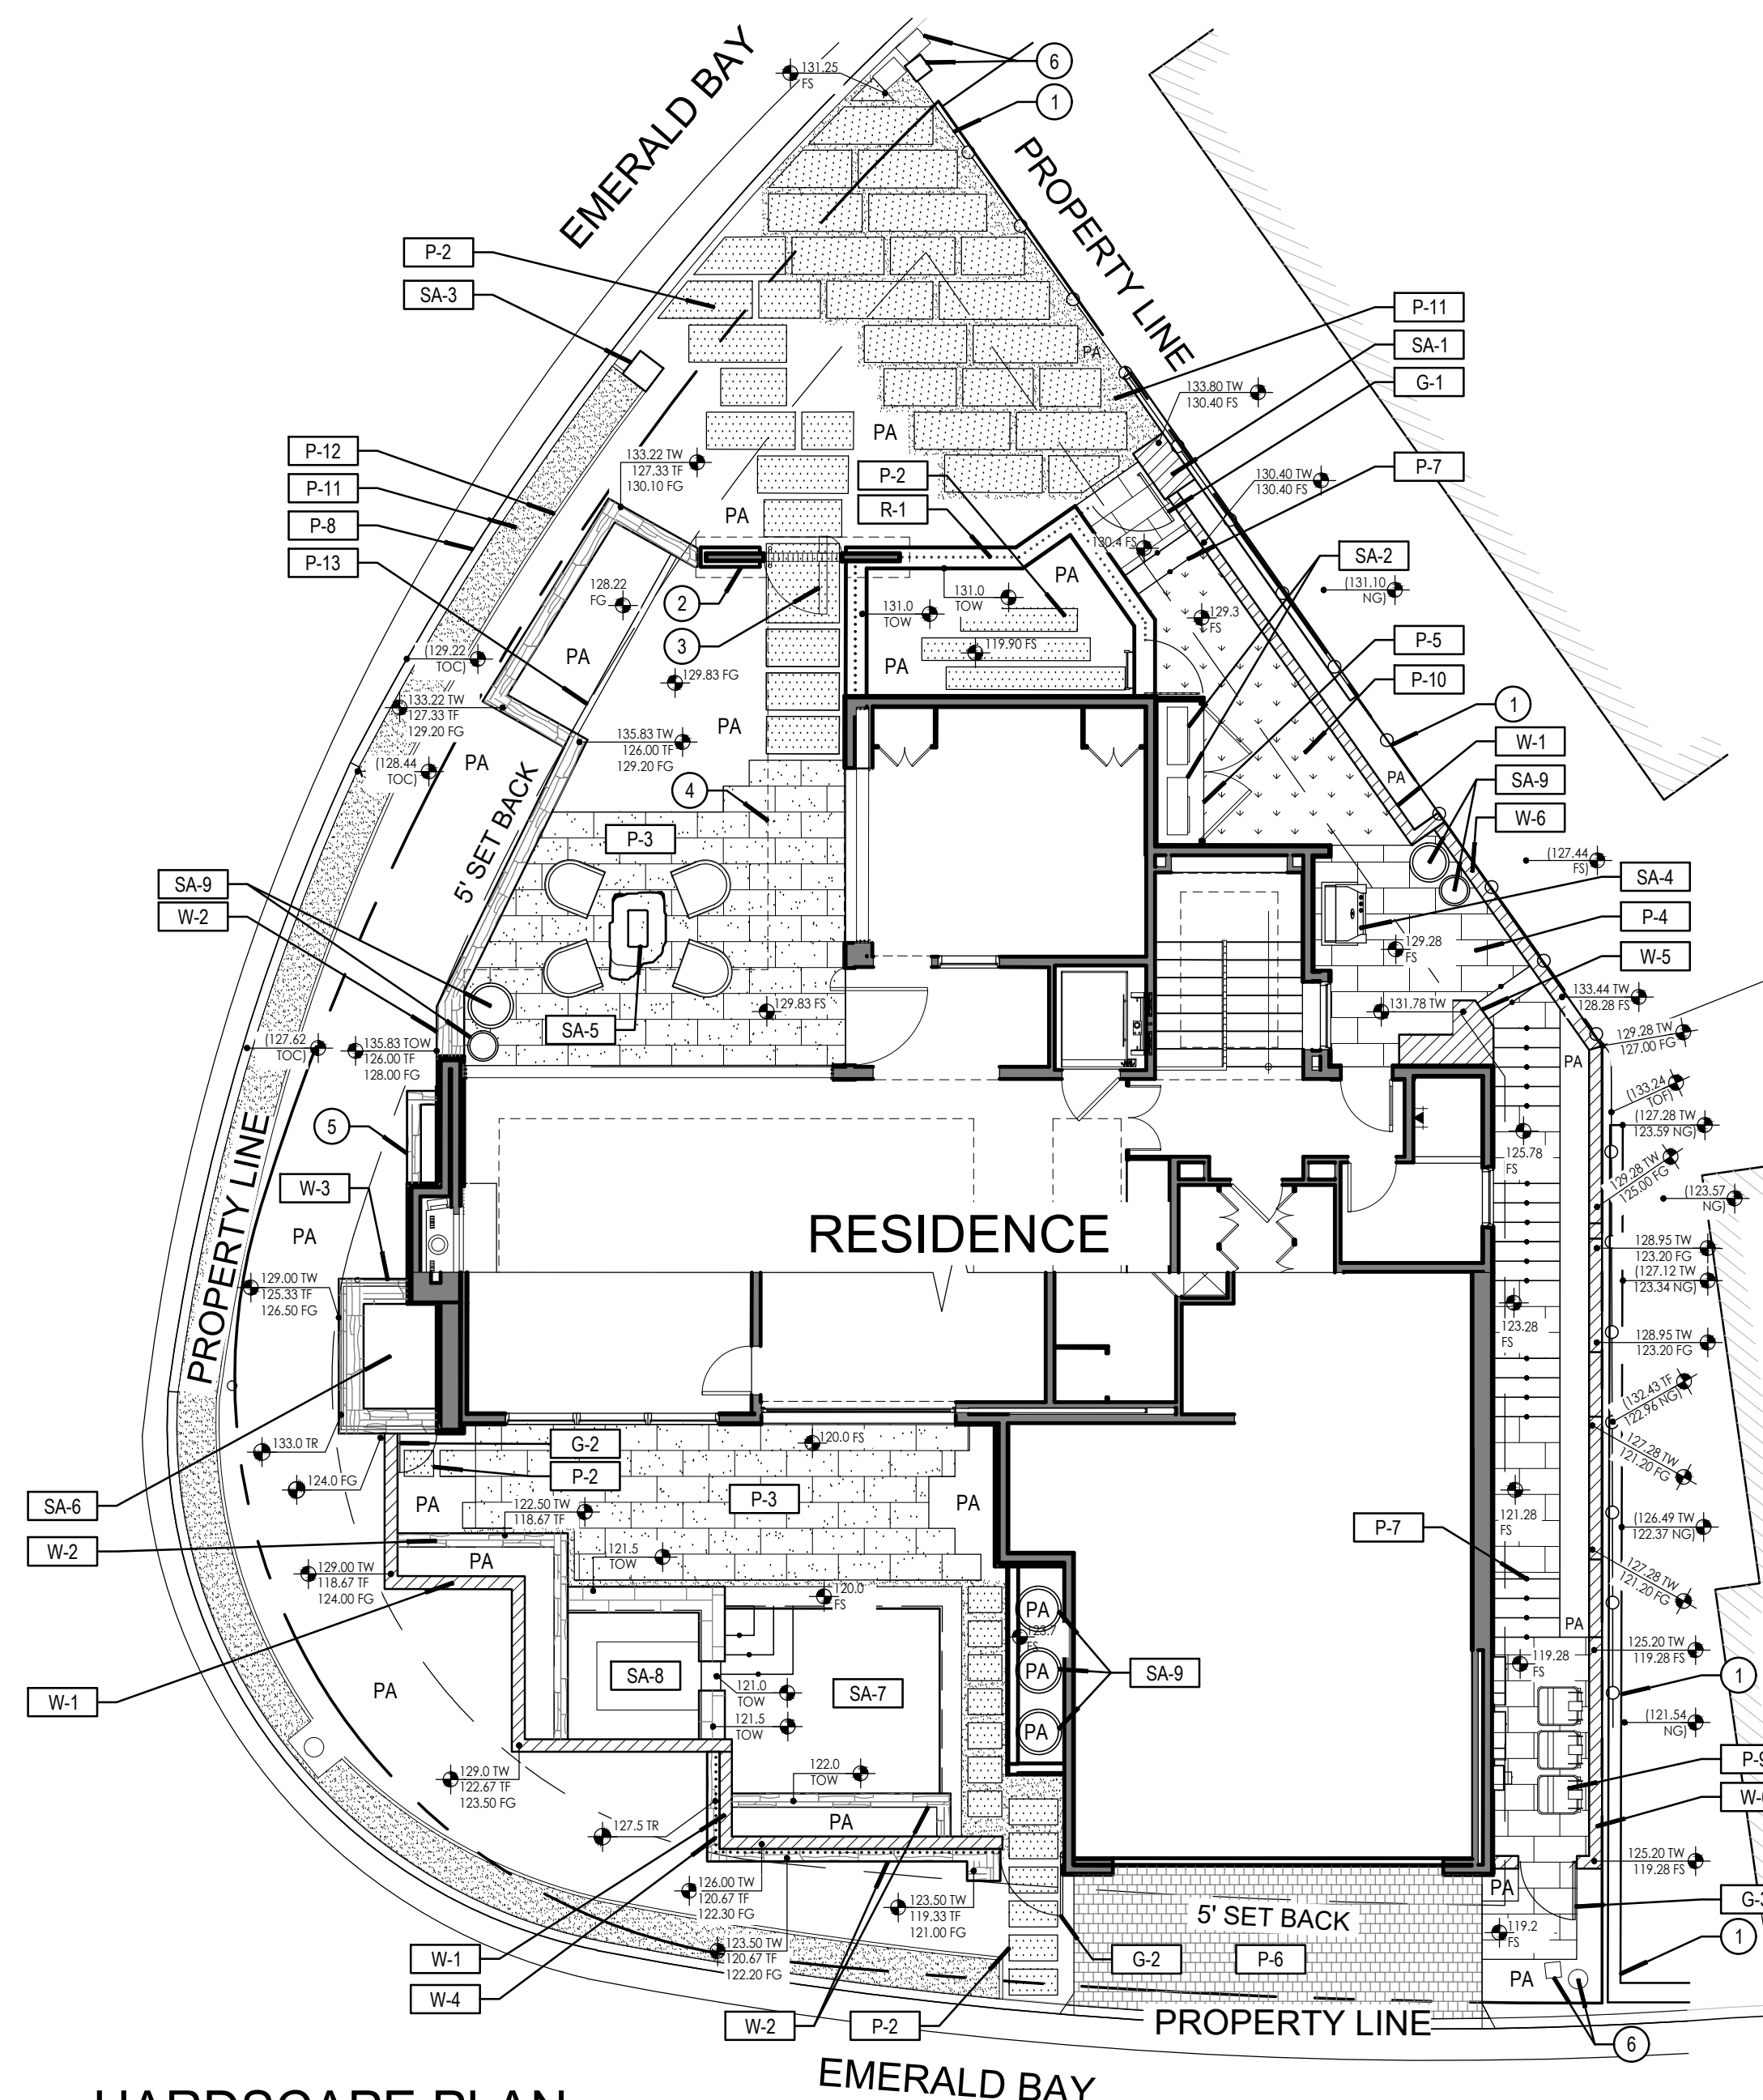 EMERALD BAY
131.25
FS
6
1
PROPERTY LINE
P-2
SA-3
P-11
SA-1
G-1
PA
133.80 TW
130.40 FS
PA
P-12
P-11
P-8
P-13
133.22 TW
127.33 TF
130.10 FG
PA
P-2
R-1
130.40 TW
130.40 FS
P-7
130.4 FS
SA-2
2
3
128.22
FG
PA
PA
131.0
TOW
131.0
TOW
129.3
FS
(131.10
NG)
119.90 FS
PA
P-5
P-10
(129.22
TOC)
129.83 FG
133.22 TW
127.33 TF
129.20 FG
PA
135.83 TW
126.00 TF
129.20 FG
1
W-1
(128.44
TOC)
PA
4
PA
SA-9
W-6
5' SET BACK
P-3
(127.44
FS)
SA-9
W-2
SA-4
P-4
129.28
FS
W-5
129.83 FS
131.78 TW
133.44 TW
128.28 FS
SA-5
(127.62
TOC)
135.83 TOW
126.00 TF
128.00 FG
129.28 TW
127.00 FG
PA
5
(133.24
TOF)
(127.28 TW
123.59 NG)
125.78
FS
129.28 TW
125.00 FG
PROPERTY LINE
W-3
PA
RESIDENCE
(123.57
NG)
128.95 TW
123.20 FG
129.00 TW
125.33 TF
126.50 FG
(127.12 TW
123.34 NG)
123.28
FS
128.95 TW
123.20 FG
(132.43 TF
122.96 NG)
133.0 TR
G-2
120.0 FS
127.28 TW
121.20 FG
124.0 FG
P-2
SA-6
PA
122.50 TW
118.67 TF
P-3
PA
121.28
FS
P-7
(126.49 TW
122.37 NG)
W-2
PA
121.5
TOW
129.00 TW
118.67 TF
124.00 FG
127.28 TW
121.20 FG
120.0
FS
PA
123.7
FS
PA
125.20 TW
119.28 FS
119.28
FS
W-1
PA
SA-8
SA-7
PA
SA-9
1
121.0
TOW
121.5
TOW
PA
(121.54
NG)
129.0 TW
122.67 TF
123.50 FG
122.0
TOW
P-9
W-6
127.5 TR
PA
126.00 TW
120.67 TF
122.30 FG
123.50 TW
119.33 TF
121.00 FG
125.20 TW
119.28 FS
PA
G-3
5' SET BACK
119.2
FS
123.50 TW
120.67 TF
122.20 FG
W-1
G-2
P-6
1
W-4
PA
W-2
P-2
PROPERTY LINE
6
EMERALD BAY
HARDSCAPE PLAN